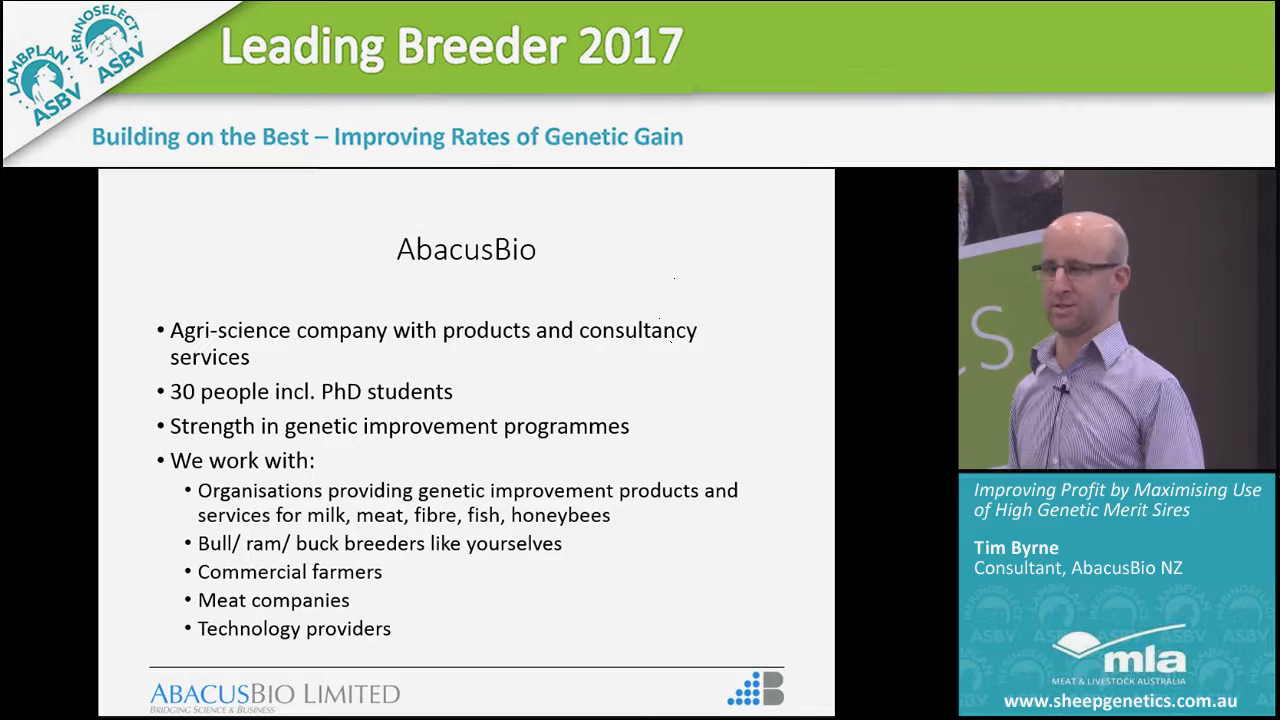 LAMBPLAN
ASBV
MERINOSELECT
ASBV
Leading Breeder 2017
Building on the Best – Improving Rates of Genetic Gain
AbacusBio
• Agri-science company with products and consultancy
services
• 30 people incl. PhD students
• Strength in genetic improvement programmes
• We work with:
• Organisations providing genetic improvement products and
services for milk, meat, fibre, fish, honeybees
• Bull/ ram/ buck breeders like yourselves
• Commercial farmers
• Meat companies
• Technology providers
ABACUSBIO LIMITED
BRIDGING SCIENCE & BUSINESS
B
CS
Improving Profit by Maximising Use
of High Genetic Merit Sires
Tim Byrne
Consultant, AbacusBio NZ
mla
MEAT & LIVESTOCK AUSTRALIA
www.sheepgenetics.com.au